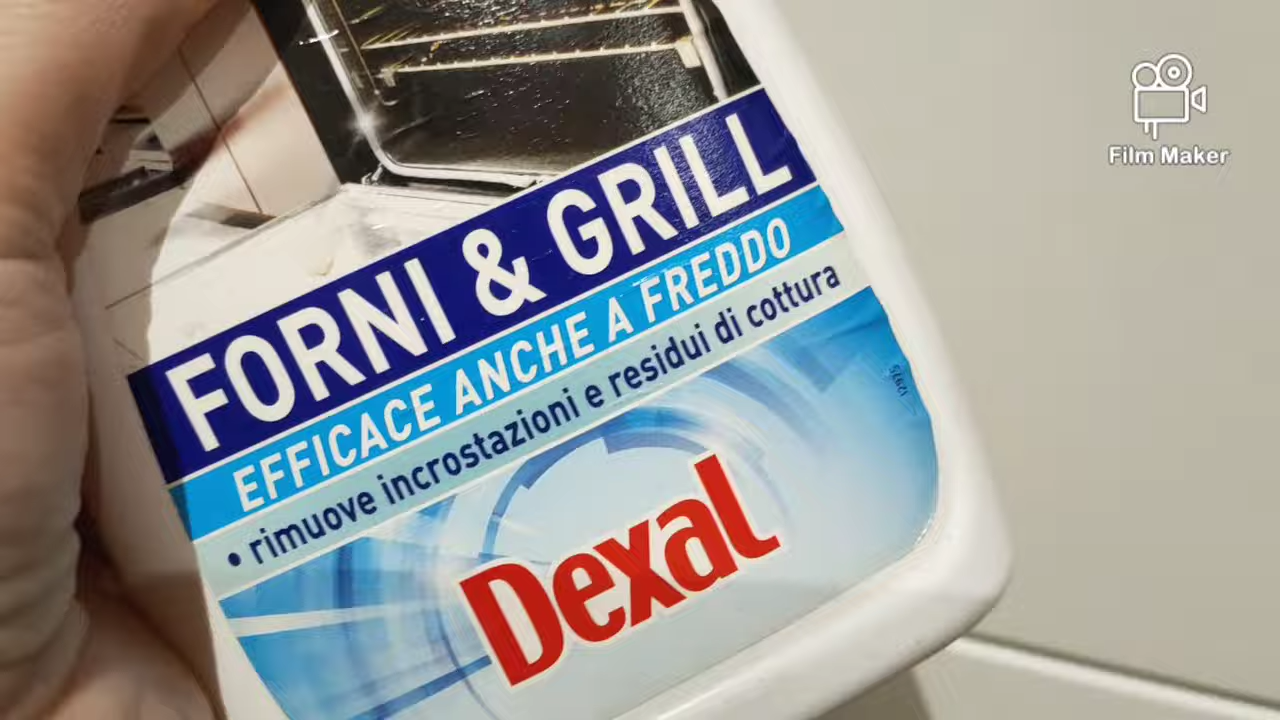 Film Maker
FORNI & GRILL
EFFICACE ANCHE A FREDDO
• rimuove incrostazioni e residui di cottura
Dexal